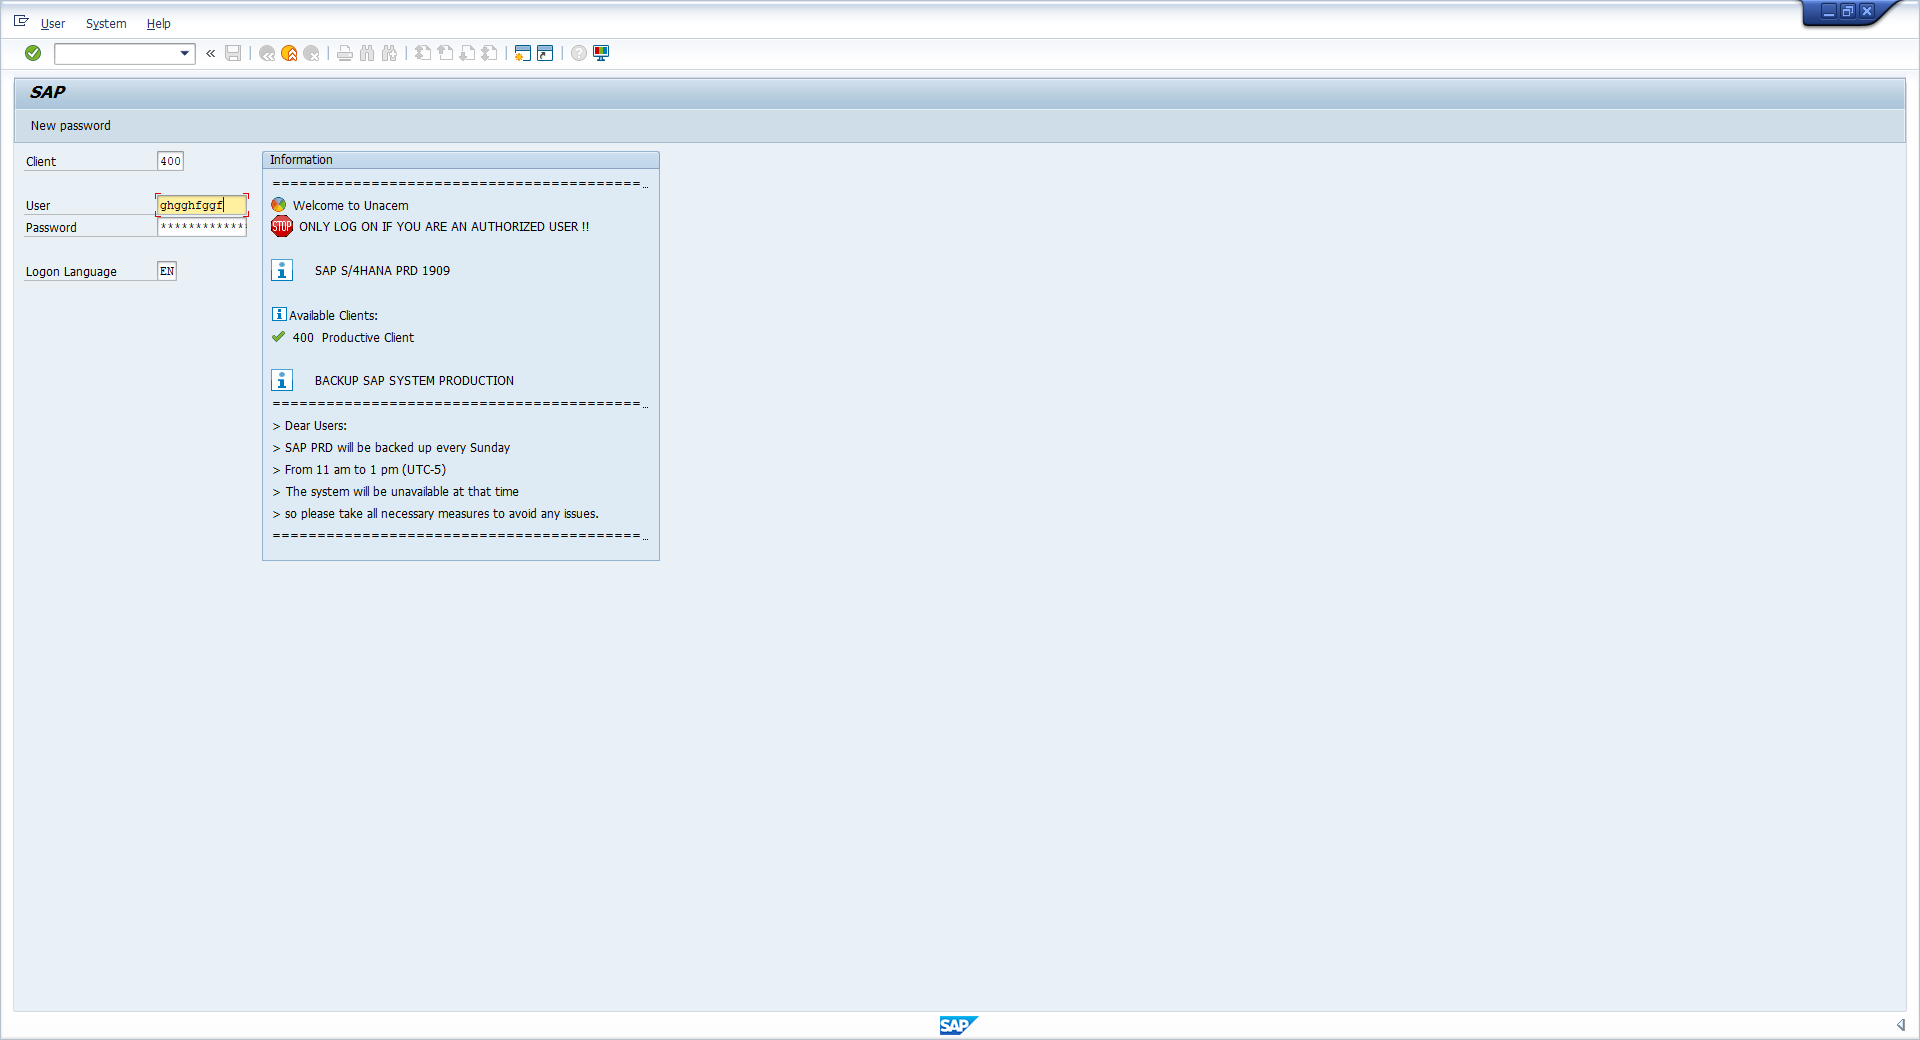 User System Help
SAP
New password
Client 400
User ghgghfggf
Password ************
Logon Language EN
Information
=========================================...
Welcome to Unacem
STOP ONLY LOG ON IF YOU ARE AN AUTHORIZED USER !!
SAP S/4HANA PRD 1909
Available Clients:
400 Productive Client
BACKUP SAP SYSTEM PRODUCTION
=========================================...
> Dear Users:
> SAP PRD will be backed up every Sunday
> From 11 am to 1 pm (UTC-5)
> The system will be unavailable at that time
> so please take all necessary measures to avoid any issues.
=========================================...
SAP